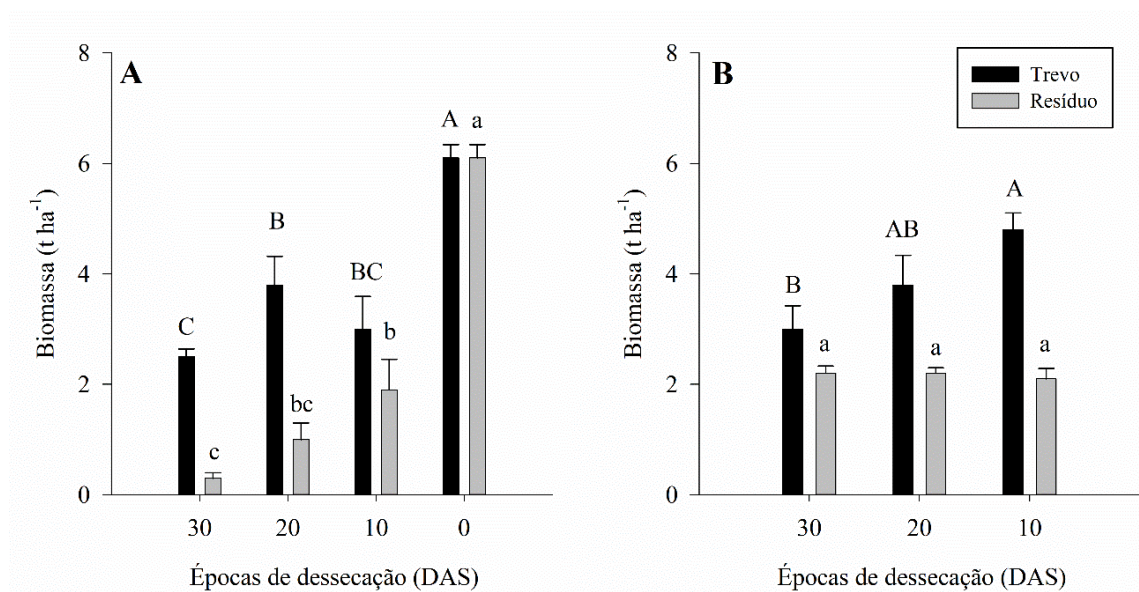 A
Biomassa (t ha⁻¹)
8
6
4
2
0
C
c
B
bc
BC
b
A
a
30
20
10
0
Épocas de dessecação (DAS)
B
Trevo
Resíduo
Biomassa (t ha⁻¹)
8
6
4
2
0
B
a
AB
a
A
a
30
20
10
Épocas de dessecação (DAS)